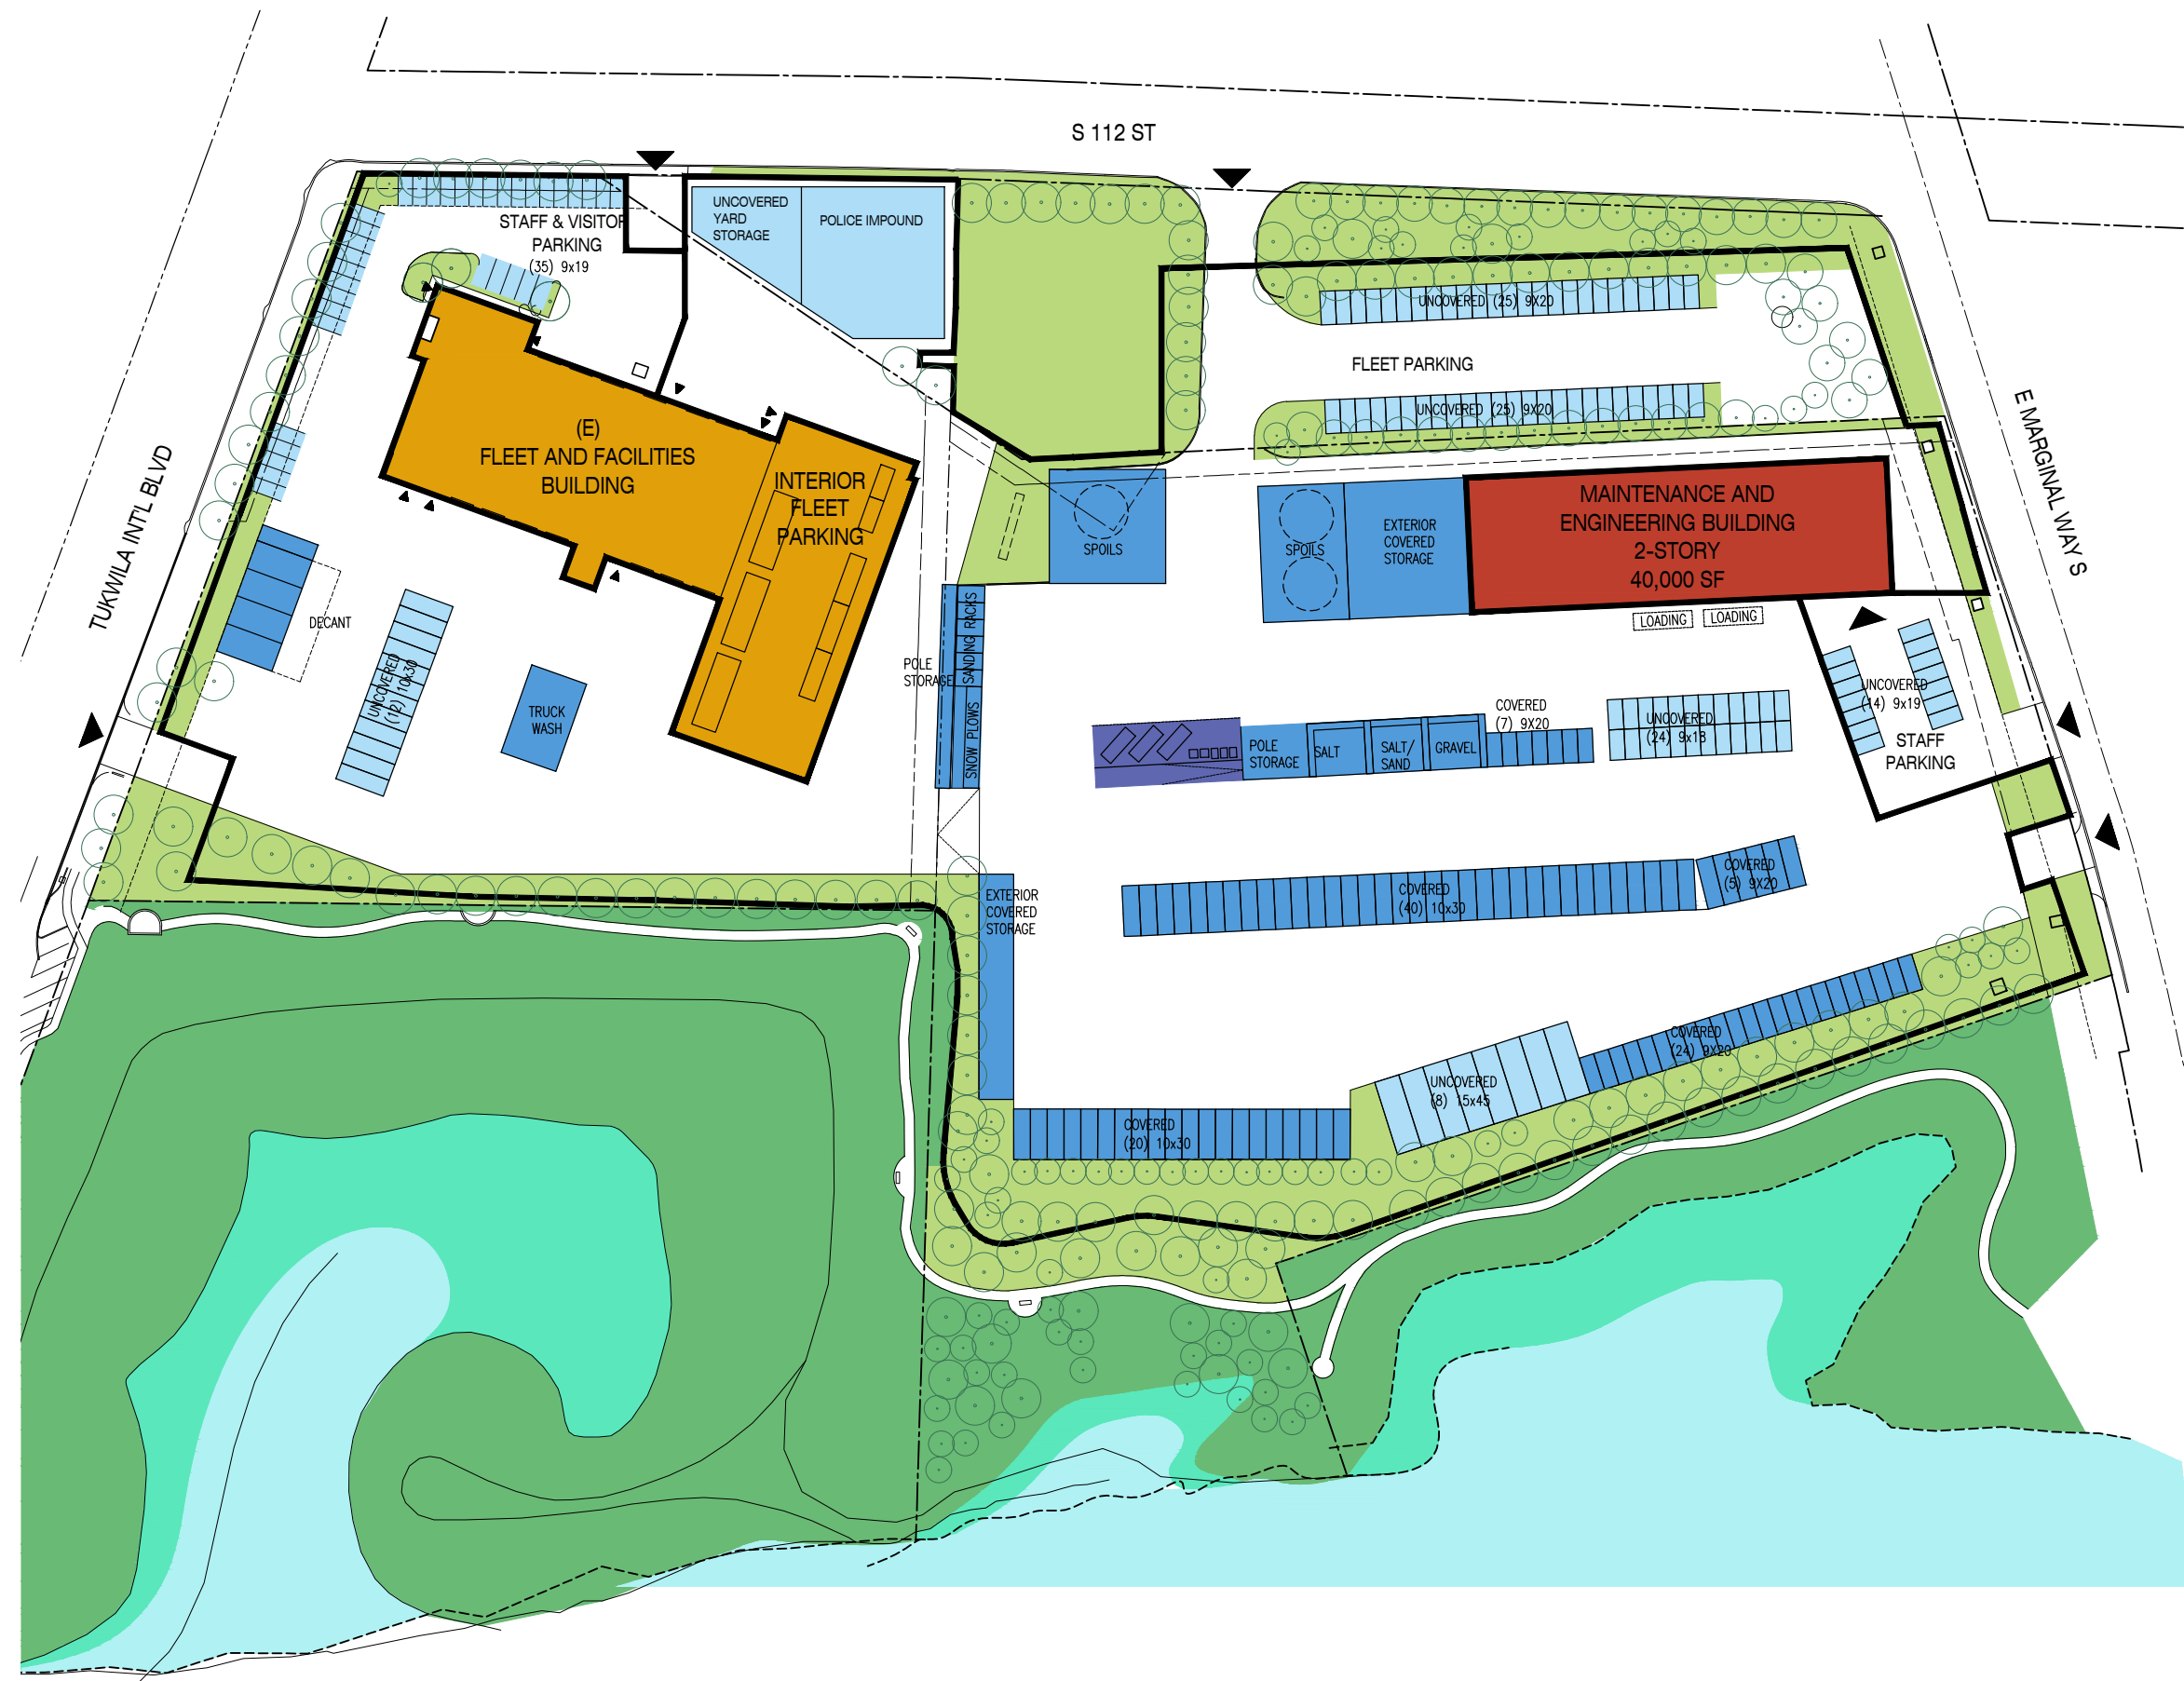 S 112 ST
TUKWILA INT'L BLVD
E MARGINAL WAY S
STAFF & VISITOR
PARKING
(35) 9x19
UNCOVERED
YARD
STORAGE
POLICE IMPOUND
UNCOVERED (25) 9X20
FLEET PARKING
UNCOVERED (25) 9X20
(E)
FLEET AND FACILITIES
BUILDING
INTERIOR
FLEET
PARKING
SPOILS
SPOILS
EXTERIOR
COVERED
STORAGE
MAINTENANCE AND
ENGINEERING BUILDING
2-STORY
40,000 SF
LOADING
LOADING
DECANT
UNCOVERED
(12) 10x30
TRUCK
WASH
POLE
STORAGE
SANDING RACKS
SNOW PLOWS
POLE
STORAGE
SALT
SALT/
SAND
GRAVEL
COVERED
(7) 9X20
UNCOVERED
(24) 9x18
UNCOVERED
(14) 9x19
STAFF
PARKING
EXTERIOR
COVERED
STORAGE
COVERED
(40) 10x30
COVERED
(5) 9X20
COVERED
(24) 9X20
UNCOVERED
(8) 15x45
COVERED
(20) 10x30